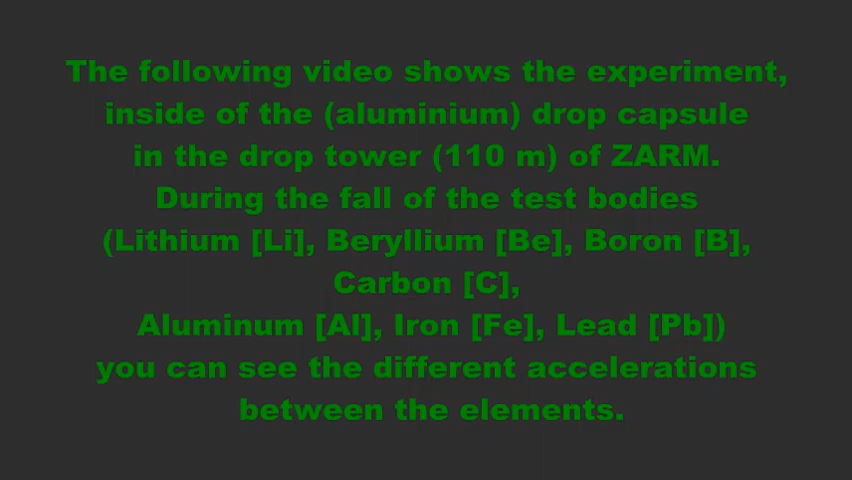 The following video shows the experiment,
inside of the (aluminium) drop capsule
in the drop tower (110 m) of ZARM.
During the fall of the test bodies
(Lithium [Li], Beryllium [Be], Boron [B],
Carbon [C],
Aluminum [Al], Iron [Fe], Lead [Pb])
you can see the different accelerations
between the elements.